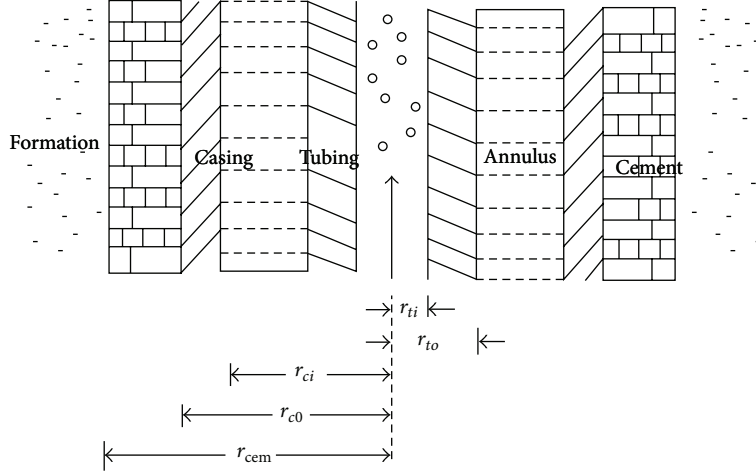 Formation
Casing
Tubing
Annulus
Cement
r_ti
r_to
r_ci
r_c0
r_cem